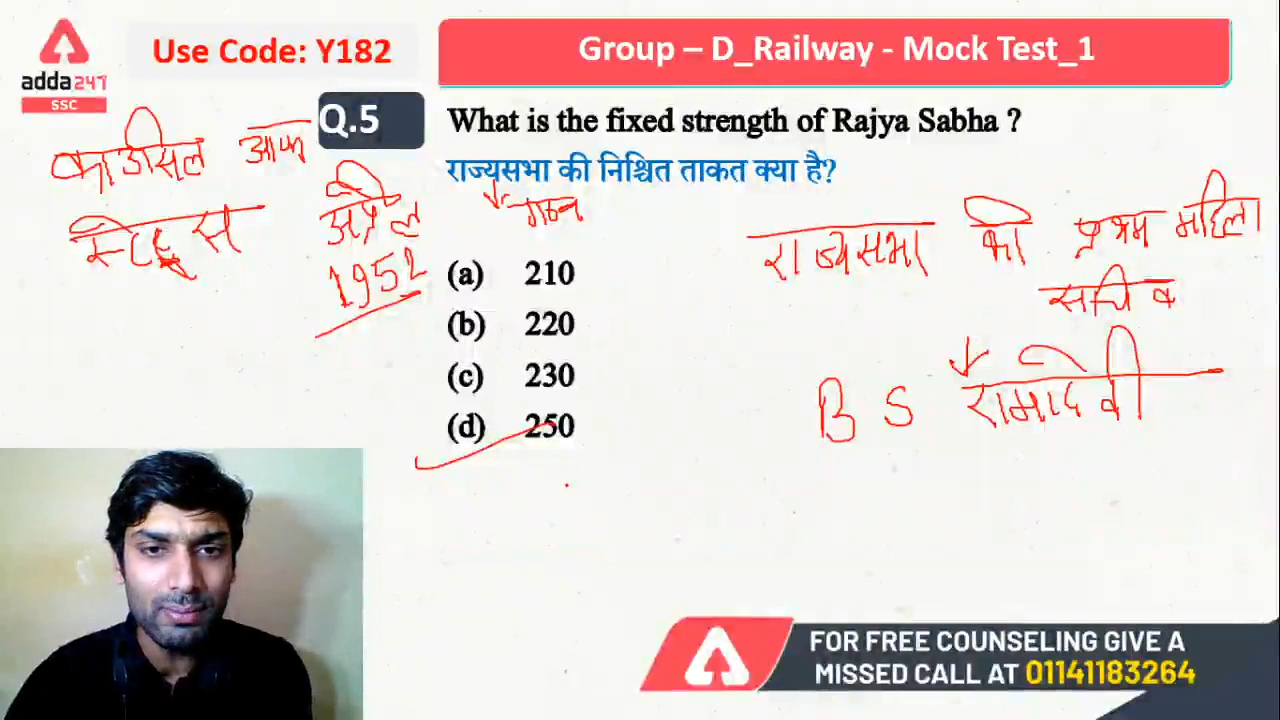 adda247
SSC
Use Code: Y182
Group – D_Railway - Mock Test_1
Q.5
What is the fixed strength of Rajya Sabha ?
राज्यसभा की निश्चित ताकत क्या है?
काउंसिल आफ
स्टेट्स
अप्रैल
1952
गठन
(a) 210
(b) 220
(c) 230
(d) 250
राज्यसभा की प्रथम महिला
सचिव
B S रामादेवी
FOR FREE COUNSELING GIVE A
MISSED CALL AT 01141183264